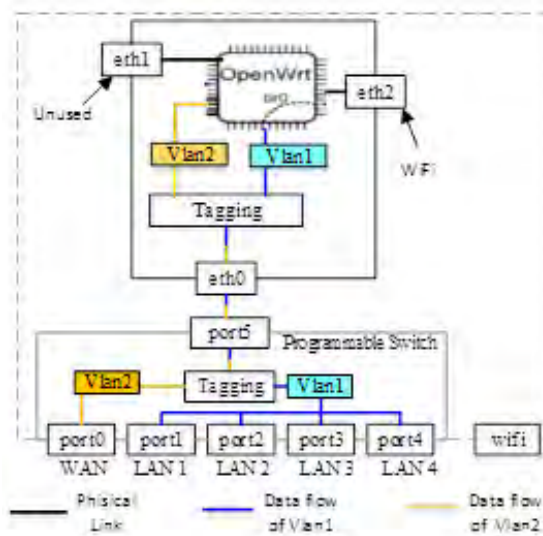 eth1
OpenWrt
br0
eth2
Unused
Vlan2
Vlan1
WiFi
Tagging
eth0
port5
Programmable Switch
Vlan2
Tagging
Vlan1
port0
port1
port2
port3
port4
wifi
WAN
LAN 1
LAN 2
LAN 3
LAN 4
Phisical
Link
Data flow
of Vlan1
Data flow
of Vlan2